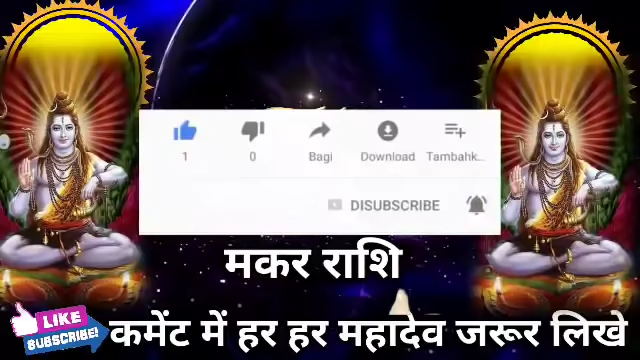 1 0 Bagi Download Tambahk...
DISUBSCRIBE
मकर राशि
LIKE
SUBSCRIBE!
कमेंट में हर हर महादेव जरूर लिखे